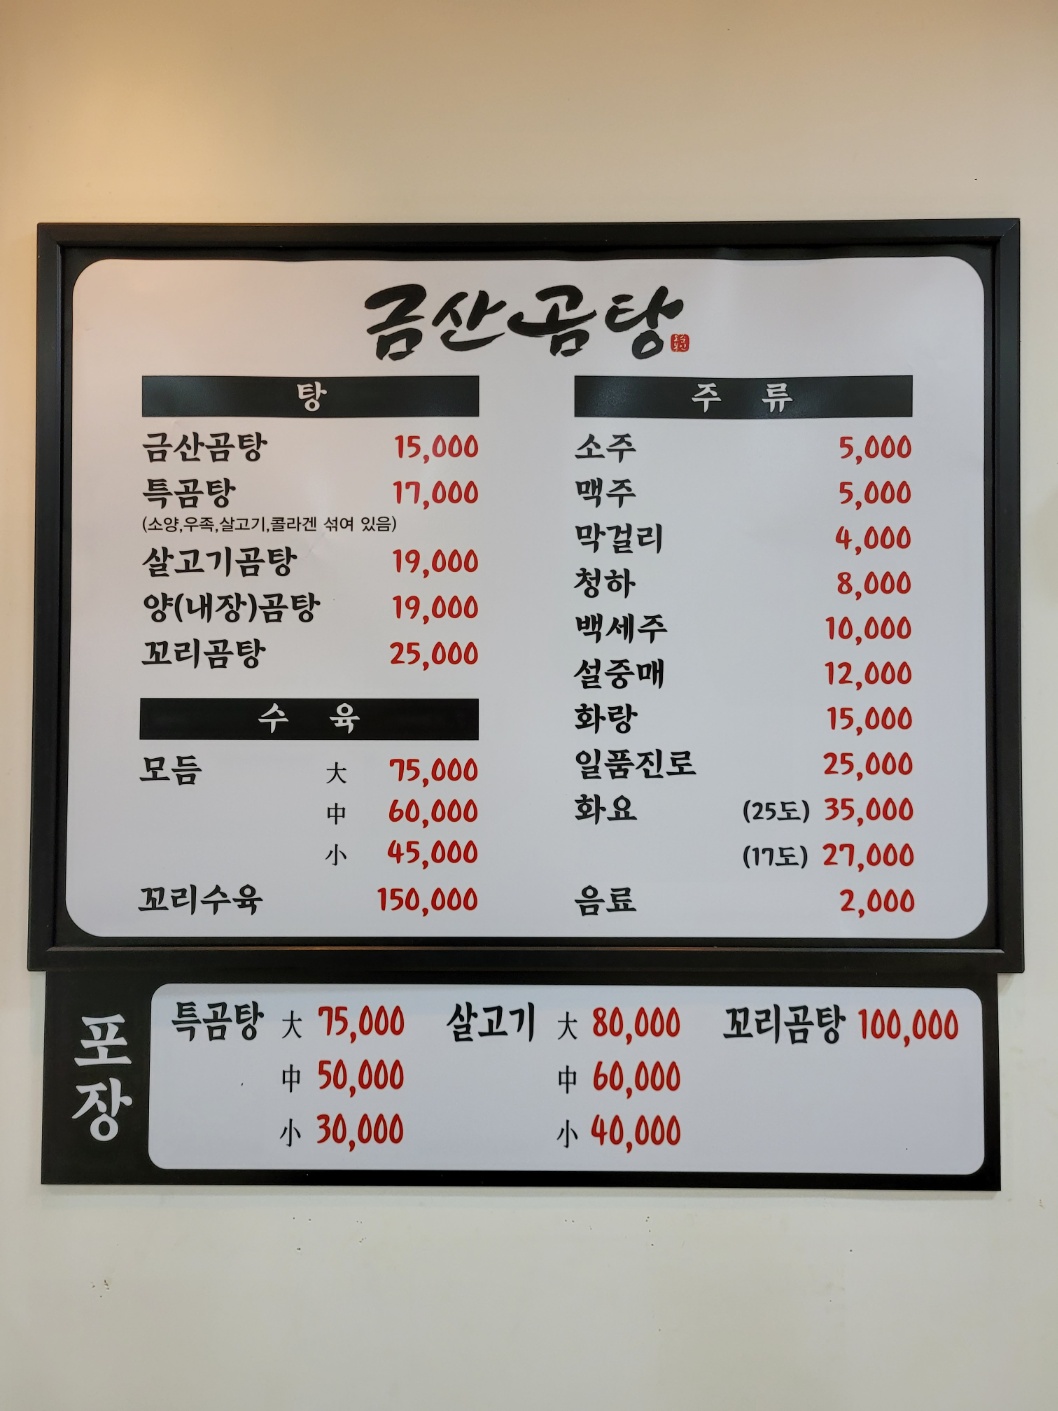 금산곰탕
탕
금산곰탕 15,000
특곰탕 17,000
(소양,우족,살고기,콜라겐 섞여 있음)
살고기곰탕 19,000
양(내장)곰탕 19,000
꼬리곰탕 25,000
수 육
모듬 大 75,000
中 60,000
小 45,000
꼬리수육 150,000
주 류
소주 5,000
맥주 5,000
막걸리 4,000
청하 8,000
백세주 10,000
설중매 12,000
화랑 15,000
일품진로 25,000
화요 (25도) 35,000
(17도) 27,000
음료 2,000
포장
특곰탕 大 75,000
中 50,000
小 30,000
살고기 大 80,000
中 60,000
小 40,000
꼬리곰탕 100,000